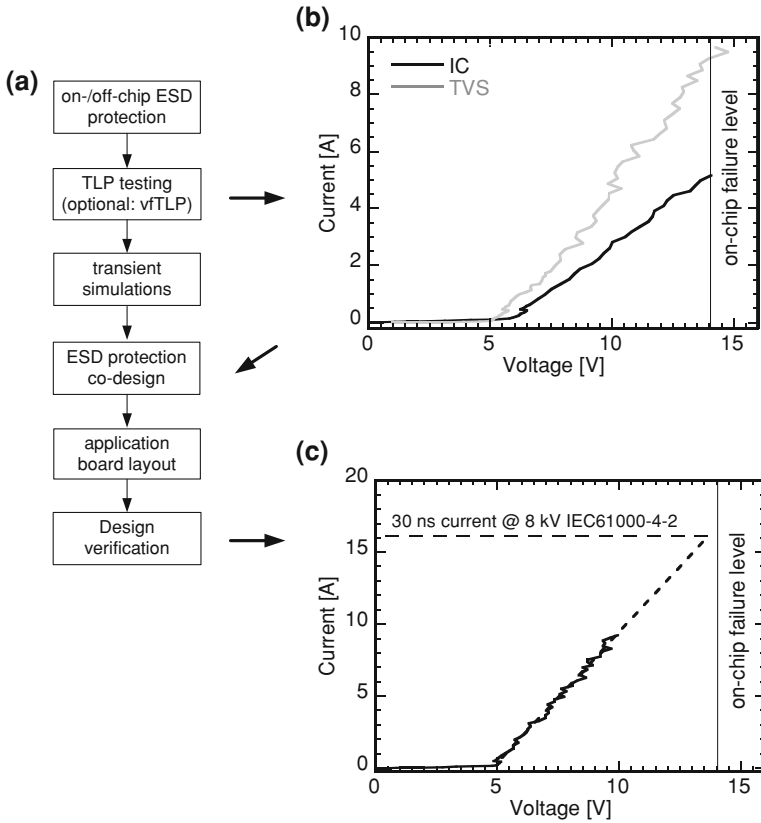 (a)
on-/off-chip ESD
protection
TLP testing
(optional: vfTLP)
transient
simulations
ESD protection
co-design
application
board layout
Design
verification
(b)
10
8
6
4
2
0
Current [A]
IC
TVS
on-chip failure level
0
5
10
15
Voltage [V]
(c)
20
15
10
5
0
Current [A]
30 ns current @ 8 kV IEC61000-4-2
on-chip failure level
0
5
10
15
Voltage [V]